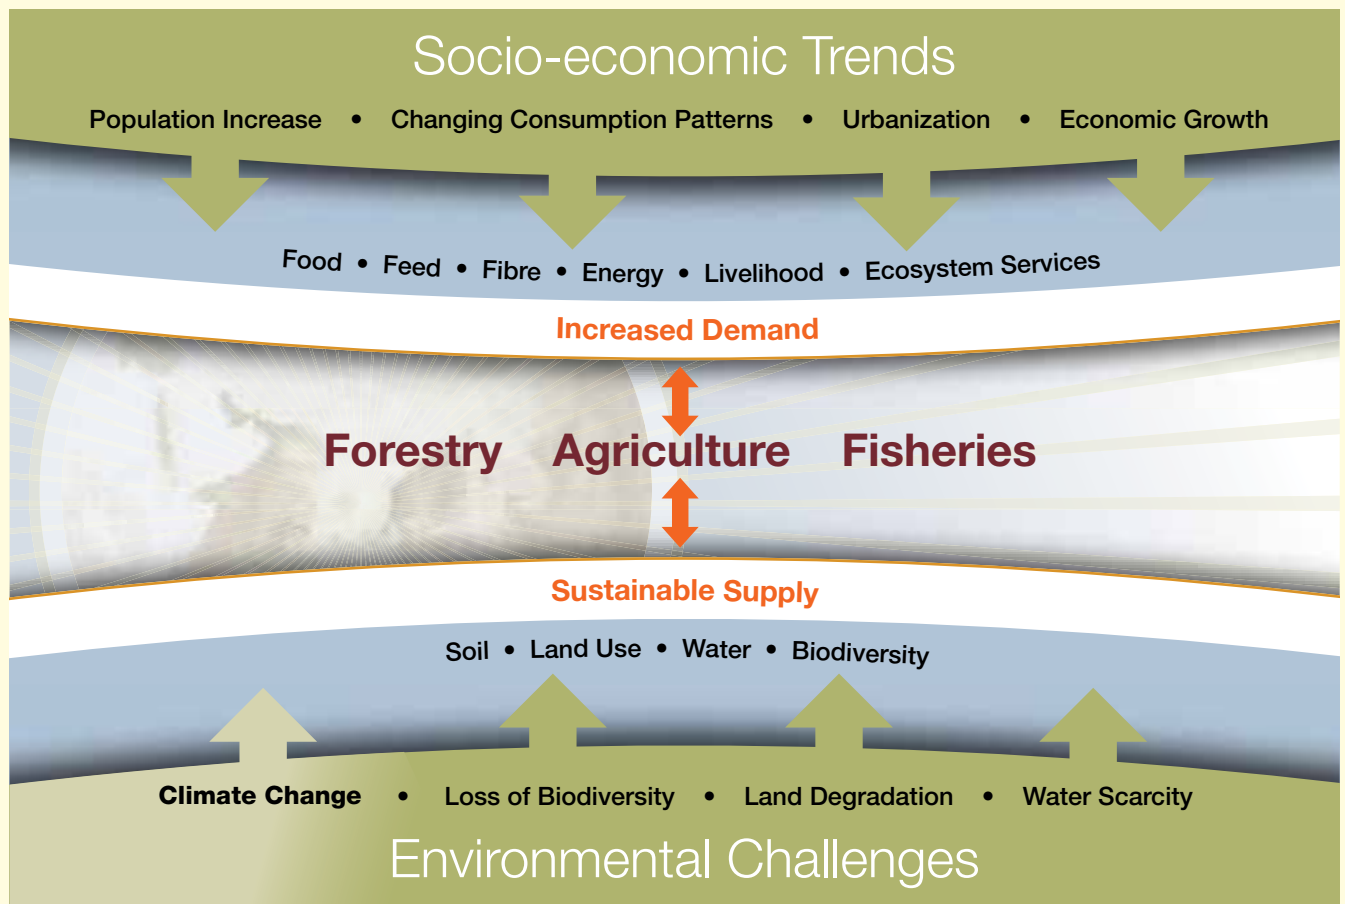 Socio-economic Trends
Population Increase • Changing Consumption Patterns • Urbanization • Economic Growth
Food • Feed • Fibre • Energy • Livelihood • Ecosystem Services
Increased Demand
Forestry Agriculture Fisheries
Sustainable Supply
Soil • Land Use • Water • Biodiversity
Climate Change • Loss of Biodiversity • Land Degradation • Water Scarcity
Environmental Challenges